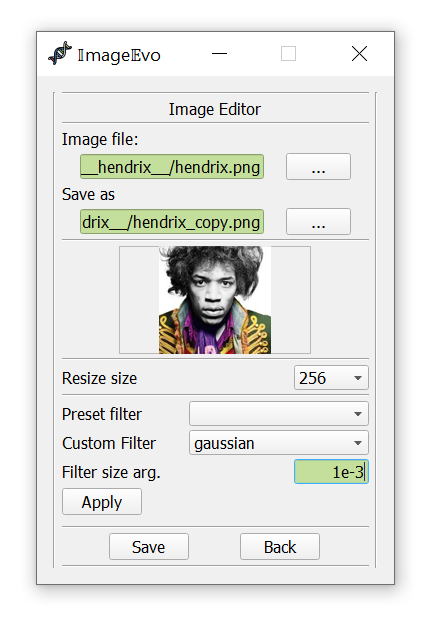 ImageEvo
Image Editor
Image file:
__hendrix__/hendrix.png
...
Save as
drix__/hendrix_copy.png
...
Resize size
256
Preset filter
Custom Filter
gaussian
Filter size arg.
1e-3
Apply
Save
Back